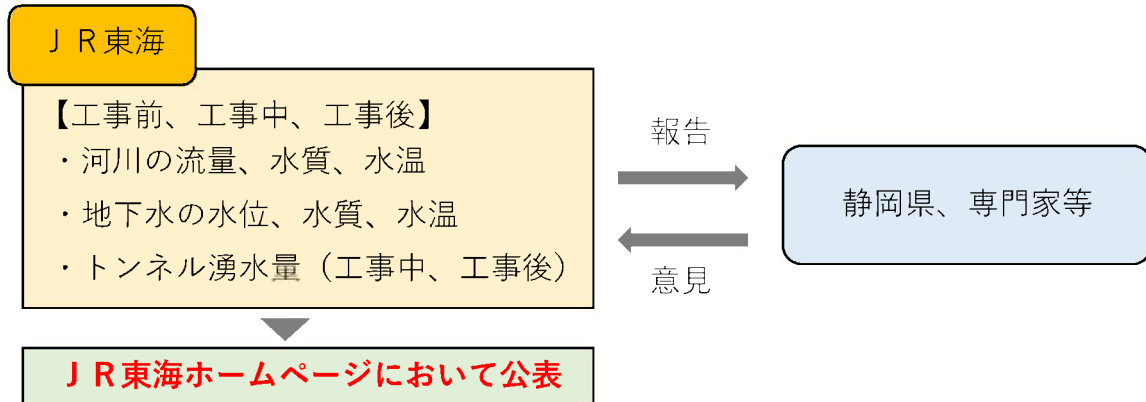 ＪＲ東海
【工事前、工事中、工事後】
・河川の流量、水質、水温
・地下水の水位、水質、水温
・トンネル湧水量（工事中、工事後）
報告
静岡県、専門家等
意見
ＪＲ東海ホームページにおいて公表